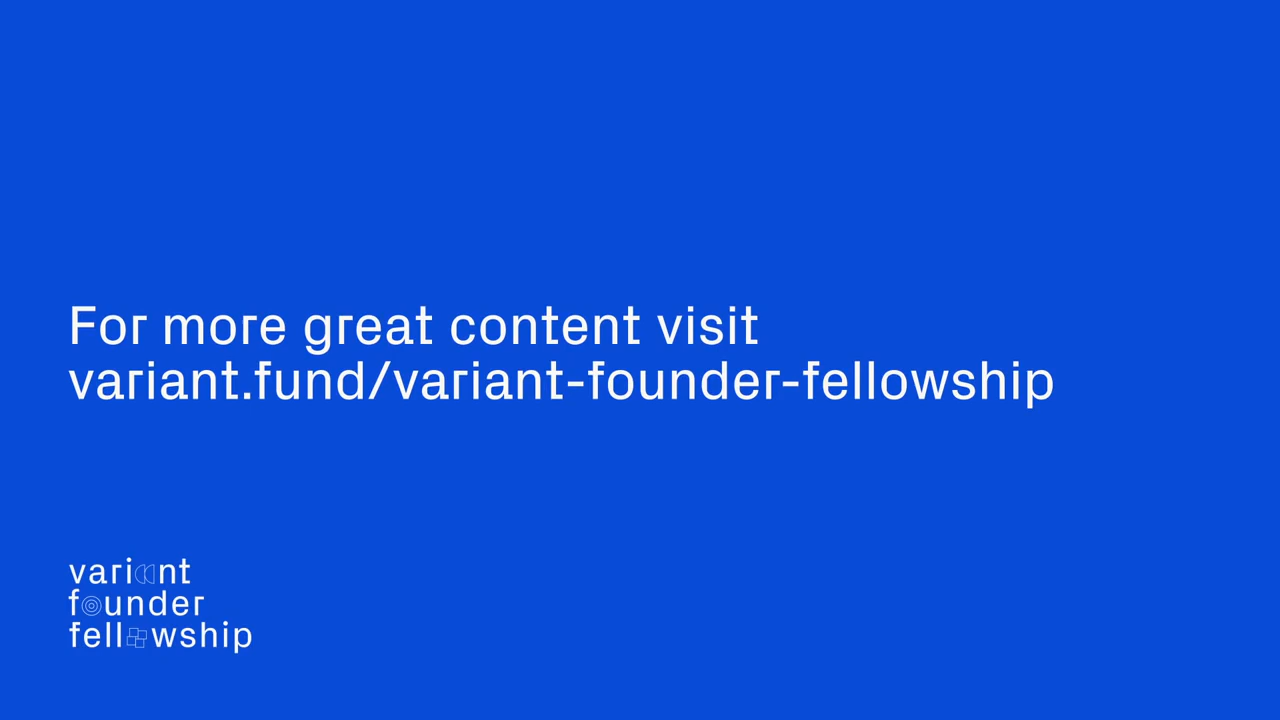 For more great content visit
variant.fund/variant-founder-fellowship
variant
founder
fellowship